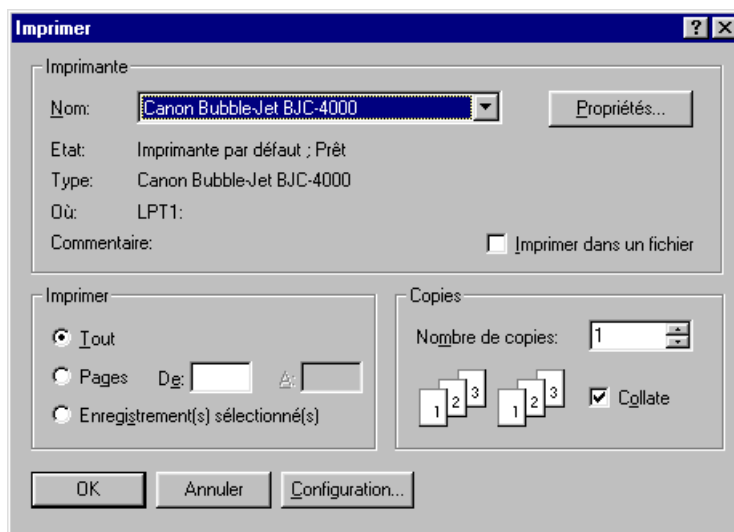 Imprimer
Imprimante
Nom: Canon Bubble-Jet BJC-4000 Propriétés...
Etat: Imprimante par défaut ; Prêt
Type: Canon Bubble-Jet BJC-4000
Où: LPT1:
Commentaire: Imprimer dans un fichier
Imprimer
Tout
Pages De: A:
Enregistrement(s) sélectionné(s)
Copies
Nombre de copies: 1
1 2 3 1 2 3 Collate
OK Annuler Configuration...